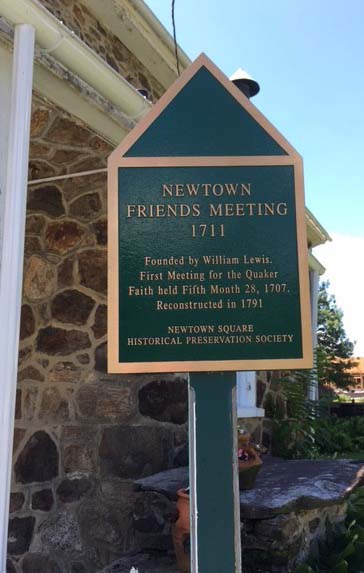 NEWTOWN
FRIENDS MEETING
1711
Founded by William Lewis.
First Meeting for the Quaker
Faith held Fifth Month 28, 1707.
Reconstructed in 1791
NEWTOWN SQUARE
HISTORICAL PRESERVATION SOCIETY